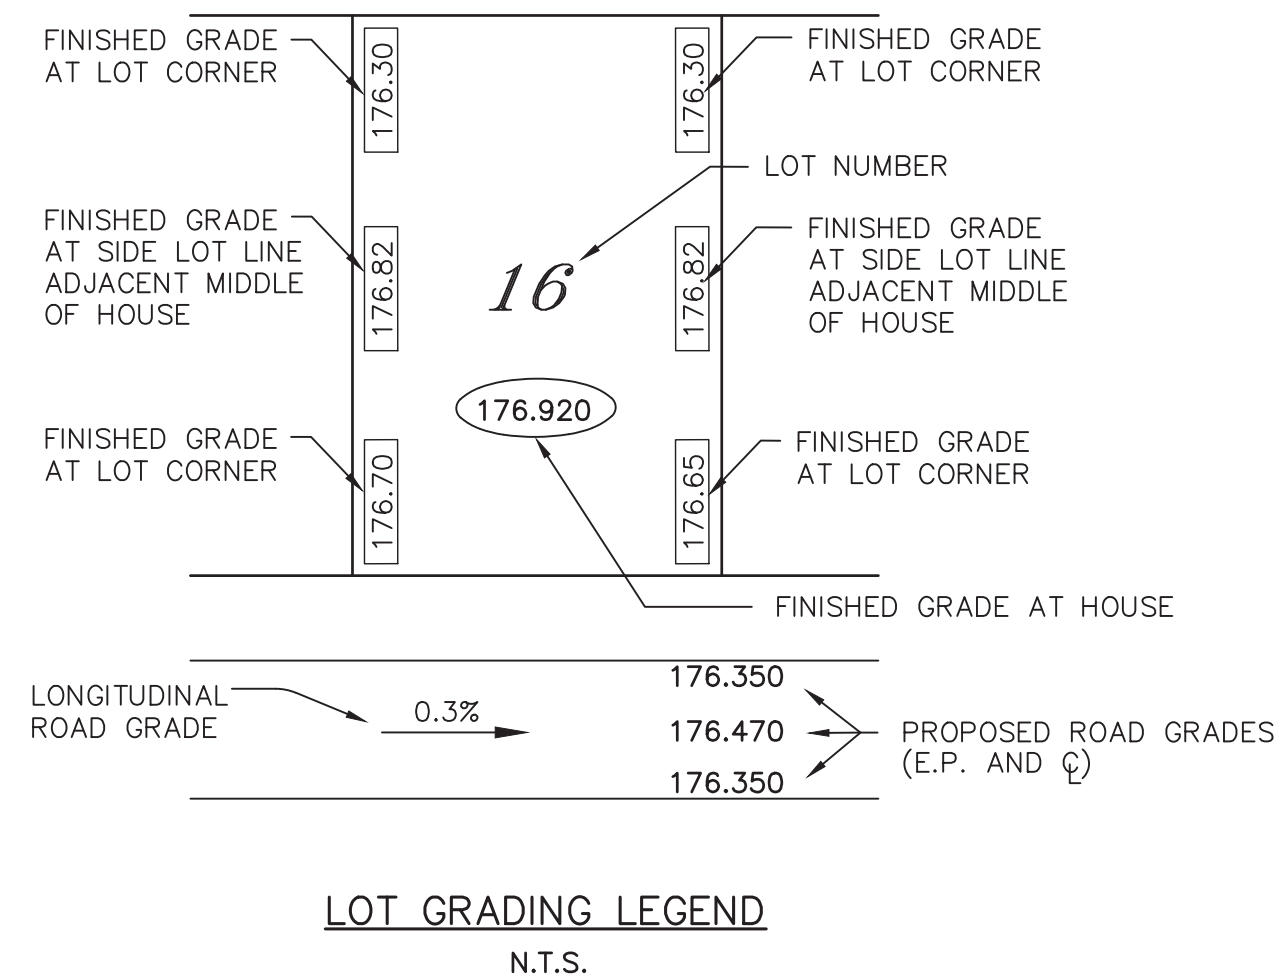 FINISHED GRADE
AT LOT CORNER
176.30
176.30
FINISHED GRADE
AT LOT CORNER
LOT NUMBER
FINISHED GRADE
AT SIDE LOT LINE
ADJACENT MIDDLE
OF HOUSE
176.82
16
176.82
FINISHED GRADE
AT SIDE LOT LINE
ADJACENT MIDDLE
OF HOUSE
176.920
FINISHED GRADE
AT LOT CORNER
176.70
176.65
FINISHED GRADE
AT LOT CORNER
FINISHED GRADE AT HOUSE
LONGITUDINAL
ROAD GRADE
0.3%
176.350
176.470
176.350
PROPOSED ROAD GRADES
(E.P. AND ℄)
LOT GRADING LEGEND
N.T.S.